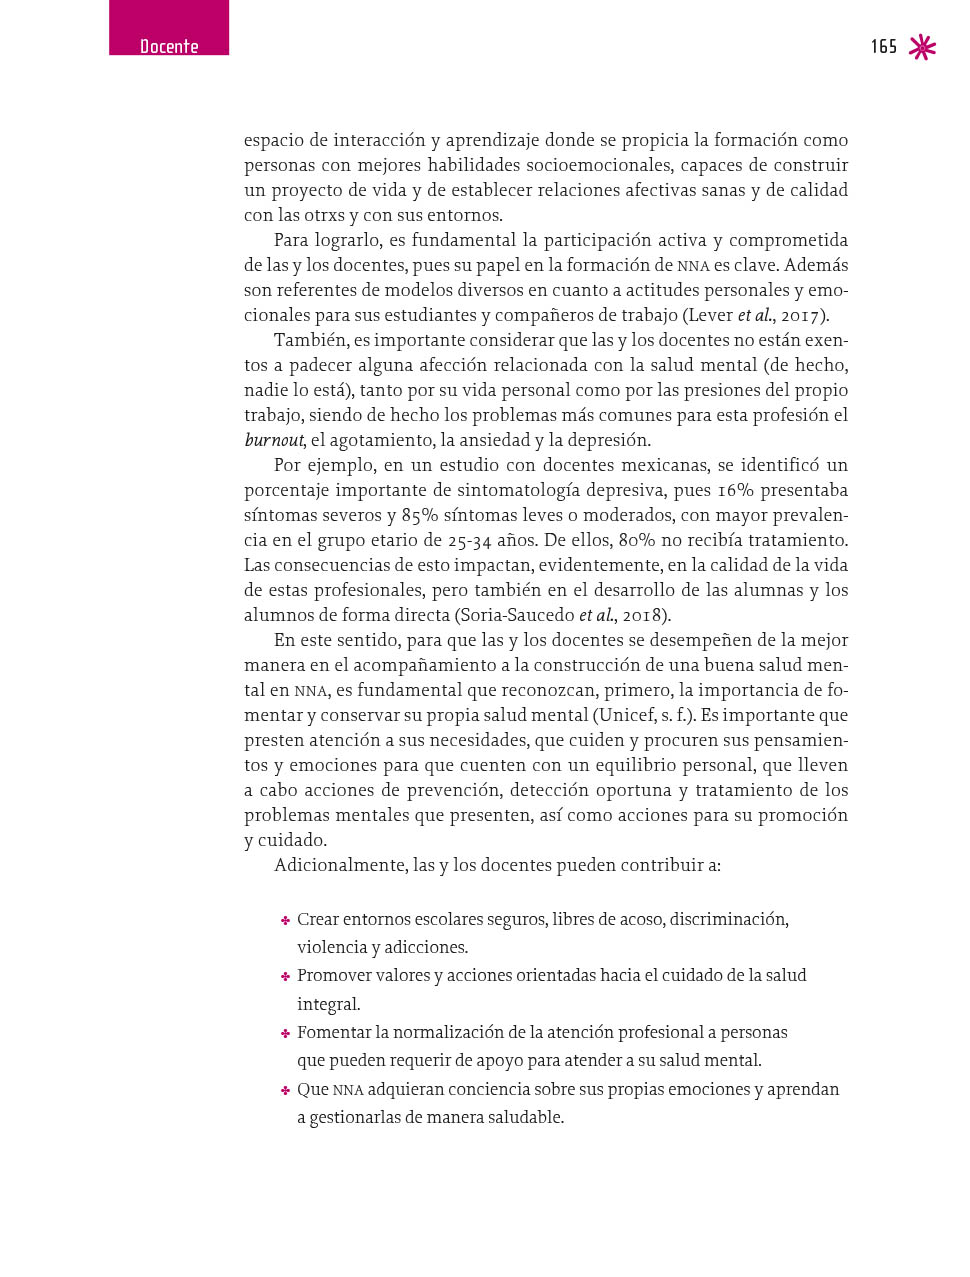 Docente
165
espacio de interacción y aprendizaje donde se propicia la formación como
personas con mejores habilidades socioemocionales, capaces de construir
un proyecto de vida y de establecer relaciones afectivas sanas y de calidad
con las otrxs y con sus entornos.
Para lograrlo, es fundamental la participación activa y comprometida
de las y los docentes, pues su papel en la formación de NNA es clave. Además
son referentes de modelos diversos en cuanto a actitudes personales y emo-
cionales para sus estudiantes y compañeros de trabajo (Lever et al., 2017).
También, es importante considerar que las y los docentes no están exen-
tos a padecer alguna afección relacionada con la salud mental (de hecho,
nadie lo está), tanto por su vida personal como por las presiones del propio
trabajo, siendo de hecho los problemas más comunes para esta profesión el
burnout, el agotamiento, la ansiedad y la depresión.
Por ejemplo, en un estudio con docentes mexicanas, se identificó un
porcentaje importante de sintomatología depresiva, pues 16% presentaba
síntomas severos y 85% síntomas leves o moderados, con mayor prevalen-
cia en el grupo etario de 25-34 años. De ellos, 80% no recibía tratamiento.
Las consecuencias de esto impactan, evidentemente, en la calidad de la vida
de estas profesionales, pero también en el desarrollo de las alumnas y los
alumnos de forma directa (Soria-Saucedo et al., 2018).
En este sentido, para que las y los docentes se desempeñen de la mejor
manera en el acompañamiento a la construcción de una buena salud men-
tal en NNA, es fundamental que reconozcan, primero, la importancia de fo-
mentar y conservar su propia salud mental (Unicef, s. f.). Es importante que
presten atención a sus necesidades, que cuiden y procuren sus pensamien-
tos y emociones para que cuenten con un equilibrio personal, que lleven
a cabo acciones de prevención, detección oportuna y tratamiento de los
problemas mentales que presenten, así como acciones para su promoción
y cuidado.
Adicionalmente, las y los docentes pueden contribuir a:
✤ Crear entornos escolares seguros, libres de acoso, discriminación,
violencia y adicciones.
✤ Promover valores y acciones orientadas hacia el cuidado de la salud
integral.
✤ Fomentar la normalización de la atención profesional a personas
que pueden requerir de apoyo para atender a su salud mental.
✤ Que NNA adquieran conciencia sobre sus propias emociones y aprendan
a gestionarlas de manera saludable.